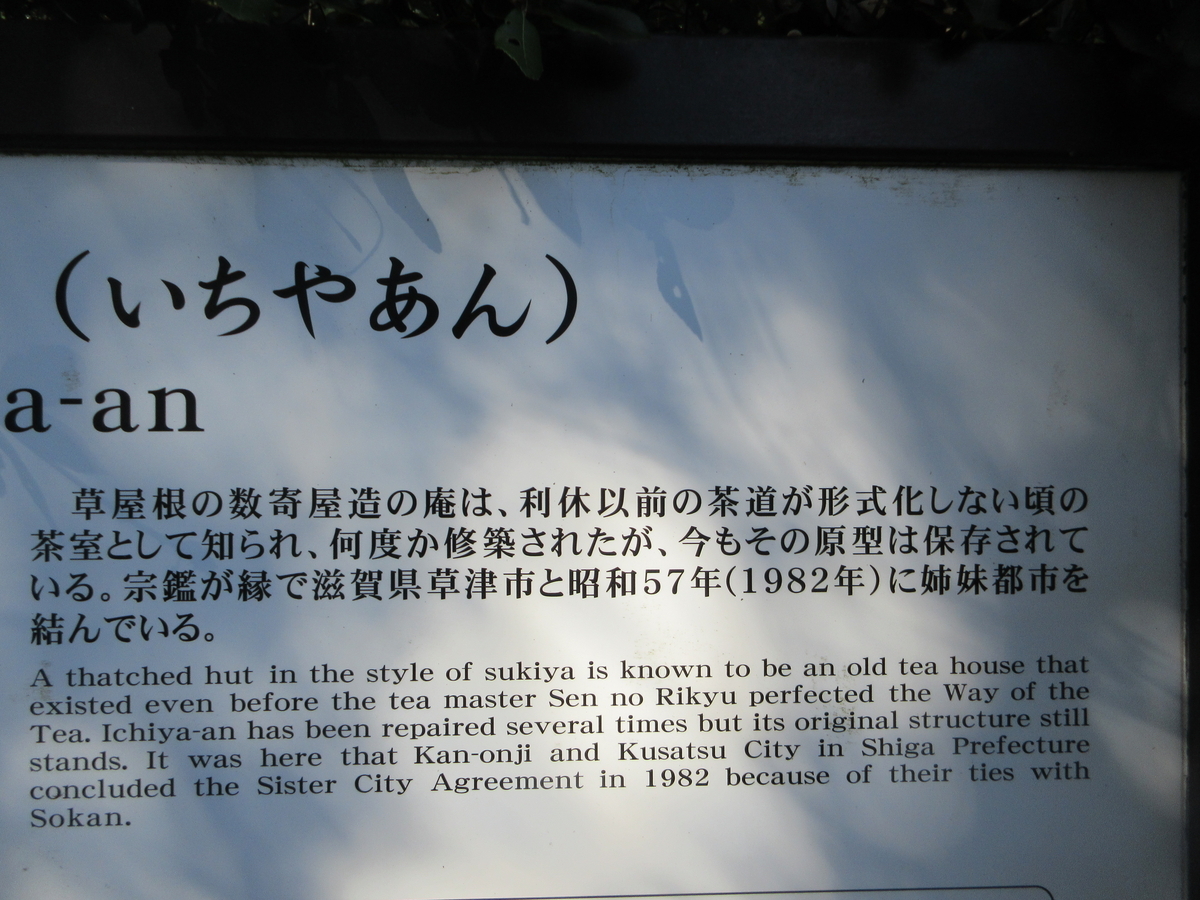 （いちやあん）
a-an
草屋根の数寄屋造の庵は、利休以前の茶道が形式化しない頃の
茶室として知られ、何度か修築されたが、今もその原型は保存されて
いる。宗鑑が縁で滋賀県草津市と昭和57年(1982年)に姉妹都市を
結んでいる。
A thatched hut in the style of sukiya is known to be an old tea house that
existed even before the tea master Sen no Rikyu perfected the Way of the
Tea. Ichiya-an has been repaired several times but its original structure still
stands. It was here that Kan-onji and Kusatsu City in Shiga Prefecture
concluded the Sister City Agreement in 1982 because of their ties with
Sokan.